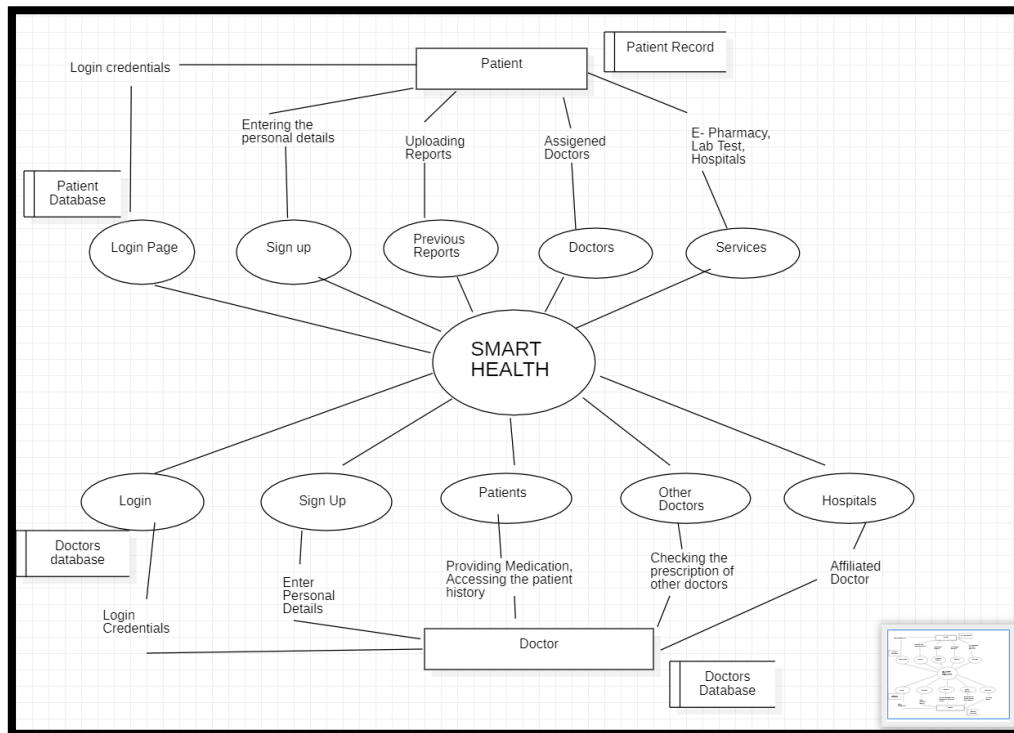 Patient Record
Patient
Login credentials
Entering the
personal details
Uploading
Reports
Assigened
Doctors
E- Pharmacy,
Lab Test,
Hospitals
Patient
Database
Login Page
Sign up
Previous
Reports
Doctors
Services
SMART
HEALTH
Login
Sign Up
Patients
Other
Doctors
Hospitals
Doctors
database
Enter
Personal
Details
Providing Medication,
Accessing the patient
history
Checking the
prescription of
other doctors
Affiliated
Doctor
Login
Credentials
Doctor
Doctors
Database